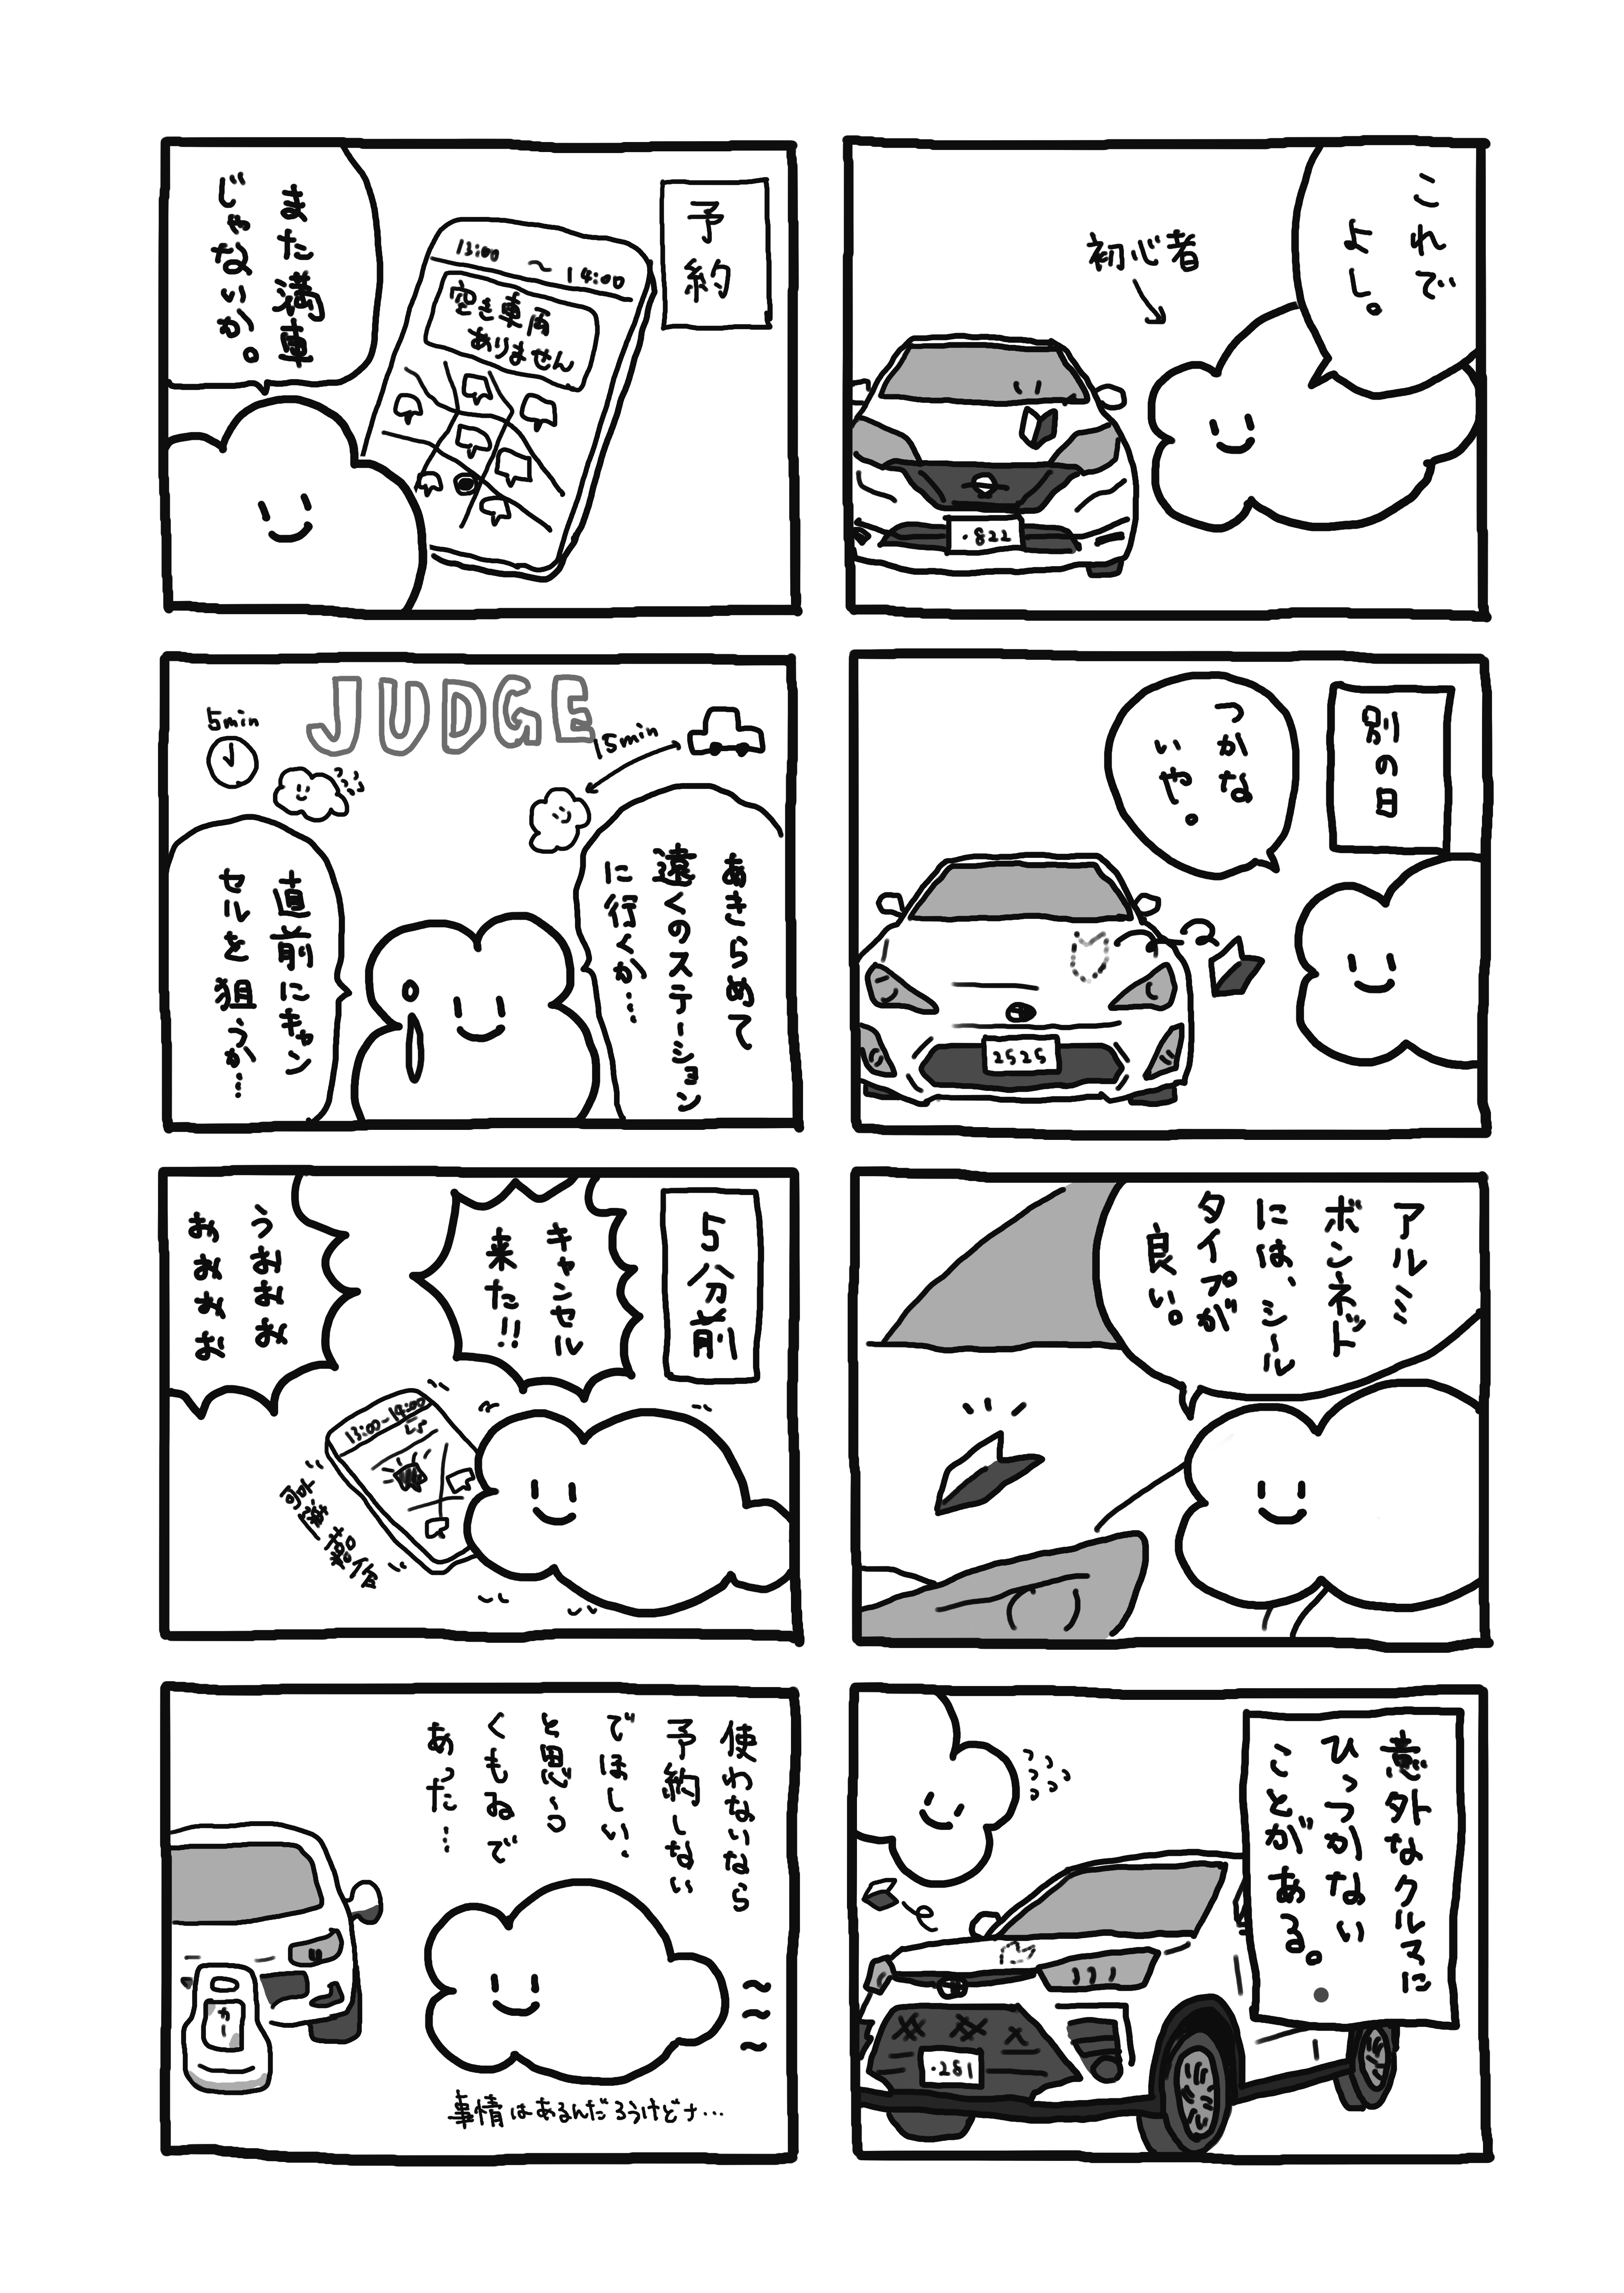 これで
よし。
初心者
・822
別の日
つかな
いや。
2525
アルミ
ボンネット
には、シール
タイプが
良い。
意外なクルマに
ひっつかない
ことがある。
・281
予約
13:00 ～ 14:00
空き車両
ありません
また満車
じゃないか。
JUDGE
15min
5min
あきらめて
遠くのステーション
に行くか…
直前にキャン
セルを狙うか…
5分前
キャンセル
来た!!
13:00-14:00
うおおお
おおおお
使わないなら
予約しない
でほしい、
と思う
くもゐで
あった…
カー
事情はあるんだろうけどナ…